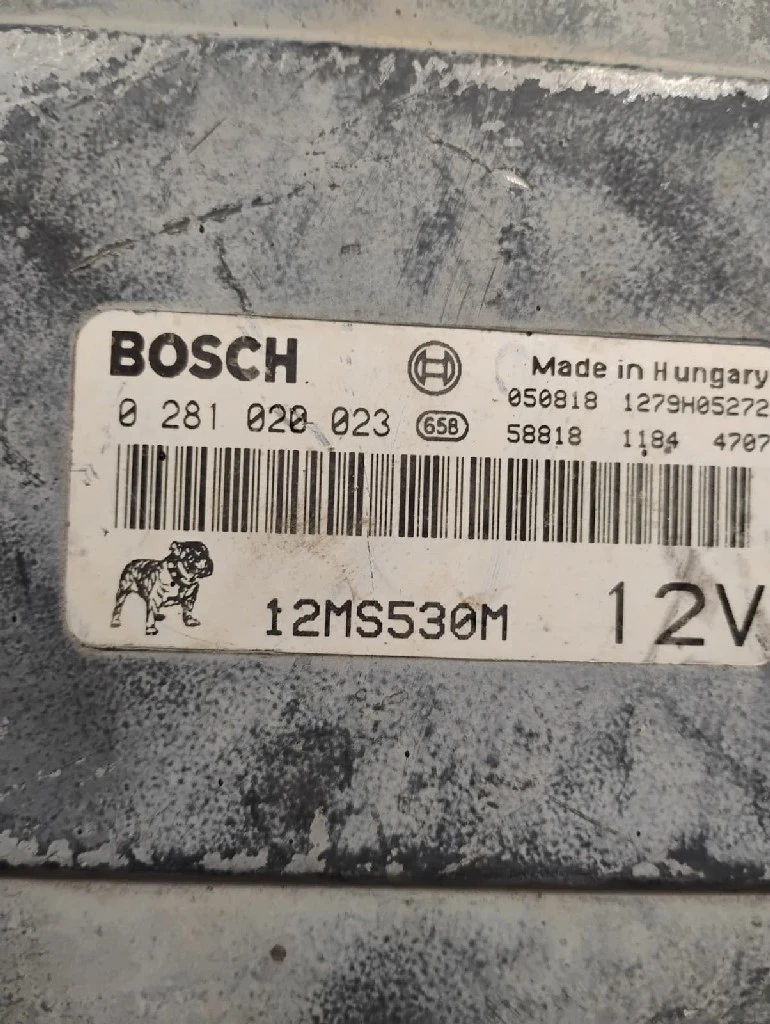 BOSCH
Made in Hungary
050818 1279H05272
0 281 020 023 65B
58818 1184 4707
12MS530M 12V